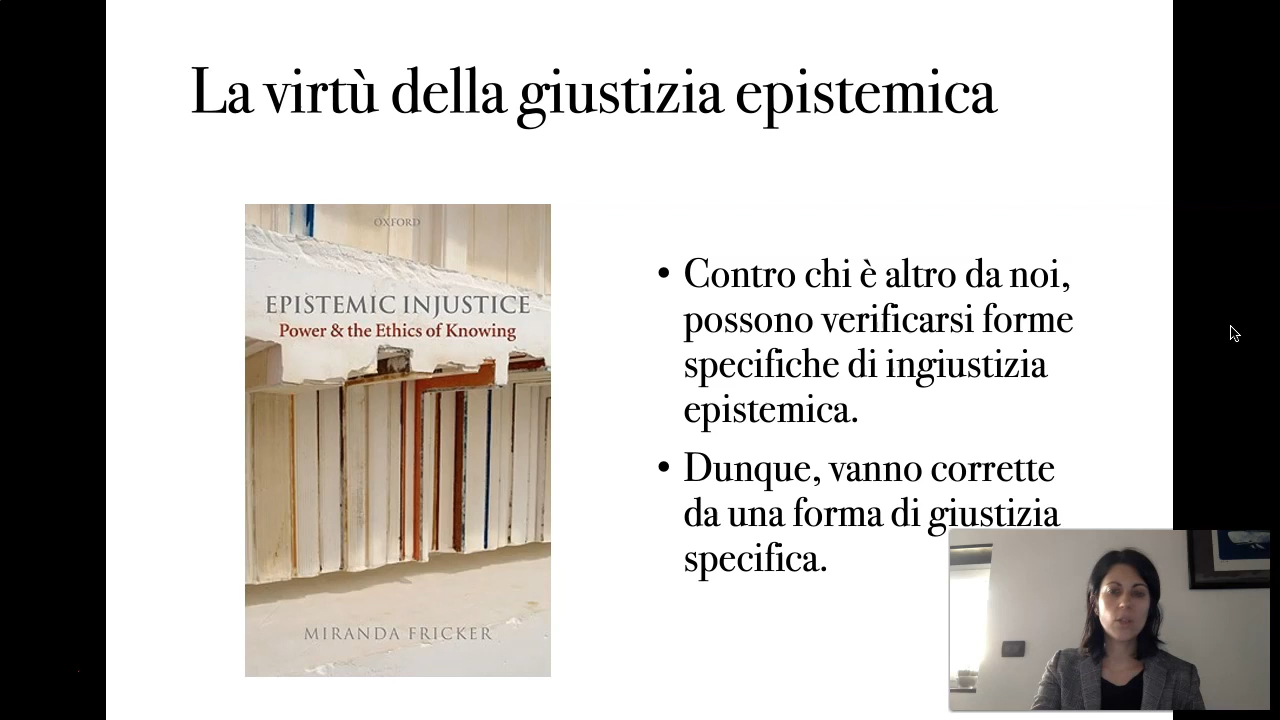 La virtù della giustizia epistemica
OXFORD
EPISTEMIC INJUSTICE
Power & the Ethics of Knowing
MIRANDA FRICKER
• Contro chi è altro da noi,
possono verificarsi forme
specifiche di ingiustizia
epistemica.
• Dunque, vanno corrette
da una forma di giustizia
specifica.